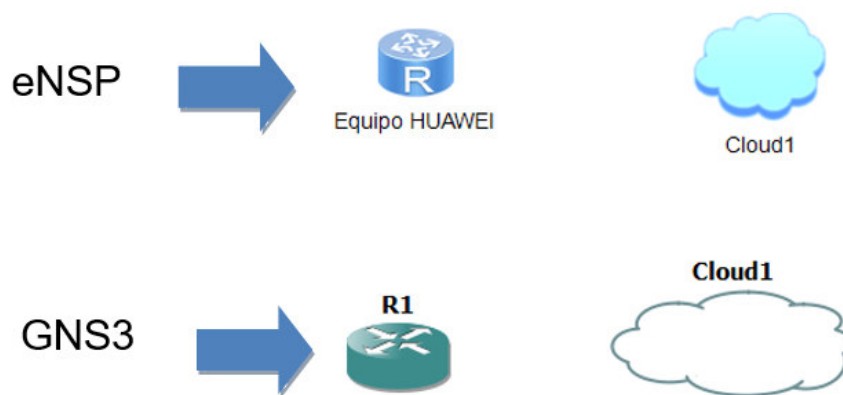 eNSP
R
Equipo HUAWEI
Cloud1
GNS3
R1
Cloud1